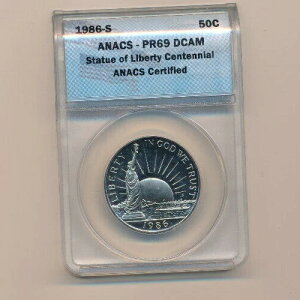 1986-S 50C
ANACS - PR69 DCAM
Statue of Liberty Centennial
ANACS Certified
LIBERTY
IN GOD WE TRUST
1986